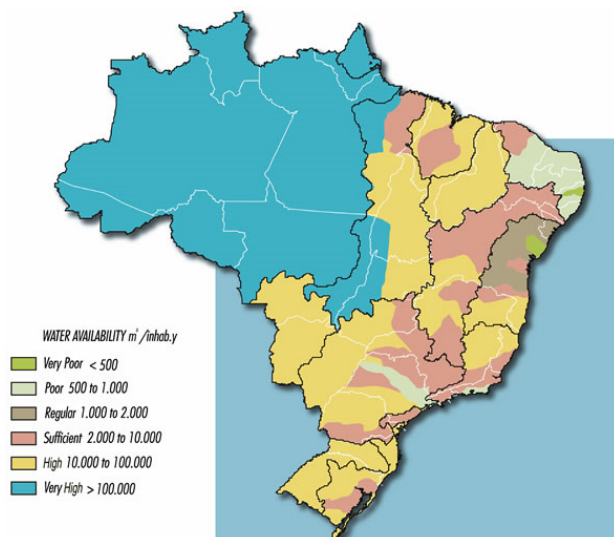 WATER AVAILABILITY m³/inhab.y
Very Poor < 500
Poor 500 to 1.000
Regular 1.000 to 2.000
Sufficient 2.000 to 10.000
High 10.000 to 100.000
Very High > 100.000